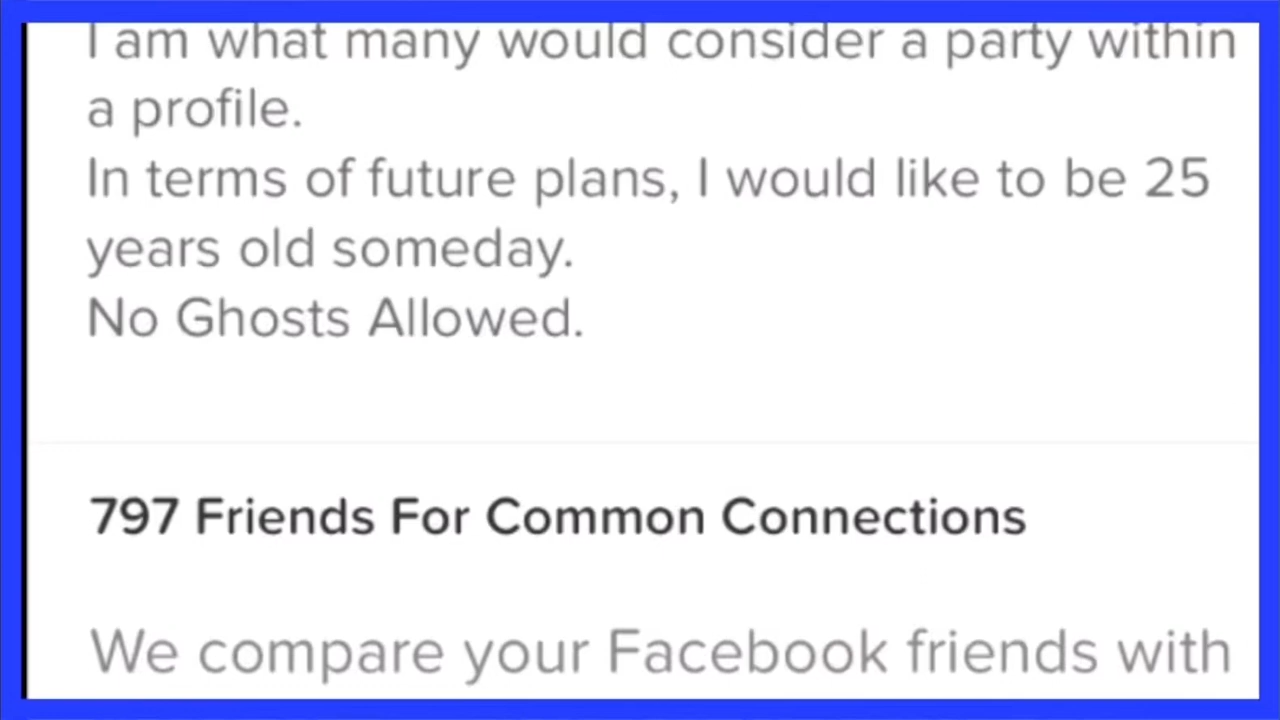 I am what many would consider a party within
a profile.
In terms of future plans, I would like to be 25
years old someday.
No Ghosts Allowed.
797 Friends For Common Connections
We compare your Facebook friends with